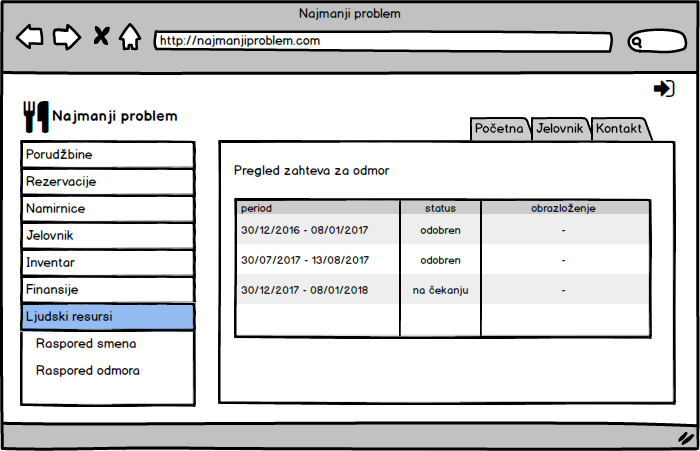 Najmanji problem
http://najmanjiproblem.com
Najmanji problem
Početna Jelovnik Kontakt
Porudžbine
Rezervacije
Namirnice
Jelovnik
Inventar
Finansije
Ljudski resursi
Raspored smena
Raspored odmora
Pregled zahteva za odmor
period status obrazloženje
30/12/2016 - 08/01/2017 odobren -
30/07/2017 - 13/08/2017 odobren -
30/12/2017 - 08/01/2018 na čekanju -